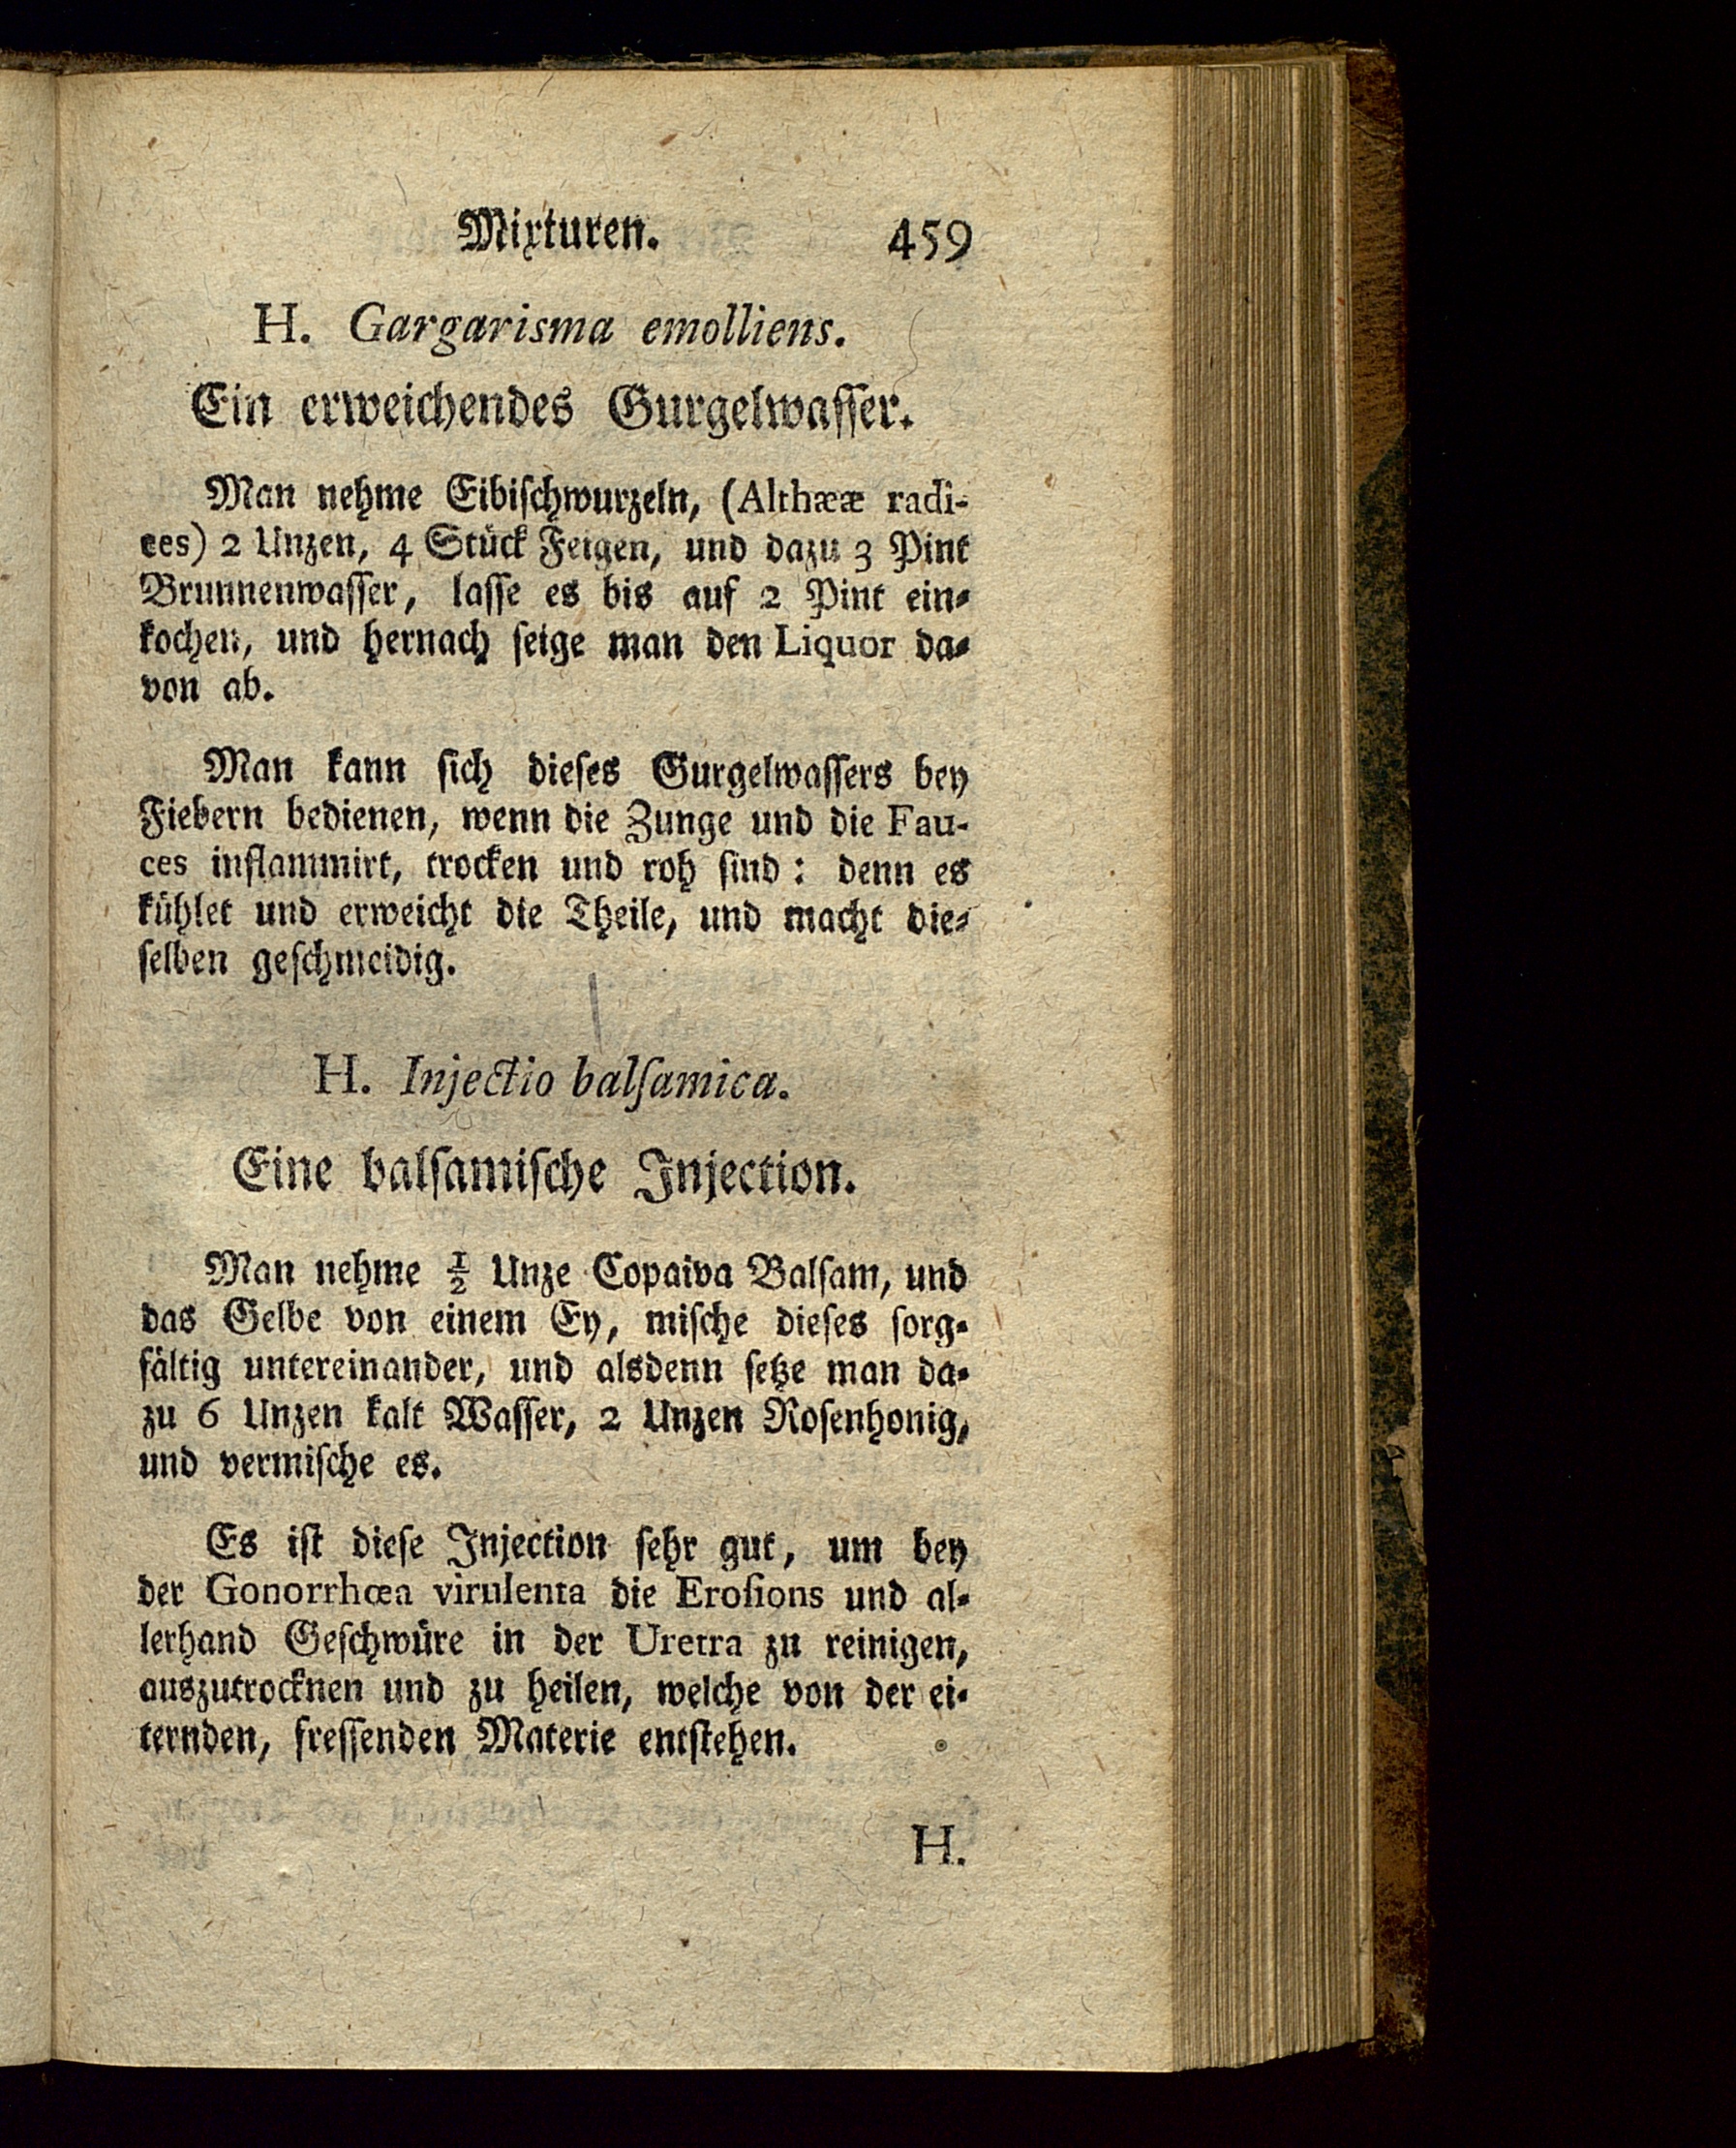 Mixturen. 459
H. Gargarisma emolliens.
Ein erweichendes Gurgelwaſſer.
Man nehme Eibiſchwurzeln, (Althææ radi-
ces) 2 Unzen, 4 Stück Feigen, und dazu 3 Pint
Brunnenwaſſer, laſſe es bis auf 2 Pint ein-
kochen, und hernach ſeige man den Liquor da-
von ab.
Man kann ſich dieſes Gurgelwaſſers bey
Fiebern bedienen, wenn die Zunge und die Fau-
ces inflammirt, trocken und roh ſind: denn es
kühlet und erweicht die Theile, und macht die-
ſelben geſchmeidig.
H. Injectio balſamica.
Eine balſamiſche Injection.
Man nehme ½ Unze Copaiva Balſam, und
das Gelbe von einem Ey, miſche dieſes ſorg-
fältig untereinander, und alsdenn ſetze man da-
zu 6 Unzen kalt Waſſer, 2 Unzen Roſenhonig,
und vermiſche es.
Es iſt dieſe Injection ſehr gut, um bey
der Gonorrhœa virulenta die Eroſions und al-
lerhand Geſchwüre in der Uretra zu reinigen,
auszutrocknen und zu heilen, welche von der ei-
ternden, freſſenden Materie entſtehen.
H.